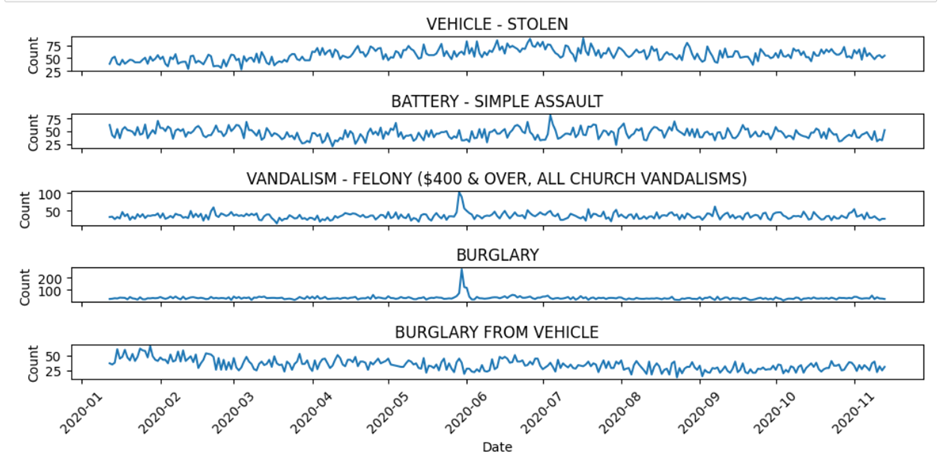 VEHICLE - STOLEN
Count
75
50
25
BATTERY - SIMPLE ASSAULT
Count
75
50
25
VANDALISM - FELONY ($400 & OVER, ALL CHURCH VANDALISMS)
Count
100
50
BURGLARY
Count
200
100
BURGLARY FROM VEHICLE
Count
50
25
2020-01
2020-02
2020-03
2020-04
2020-05
2020-06
2020-07
2020-08
2020-09
2020-10
2020-11
Date